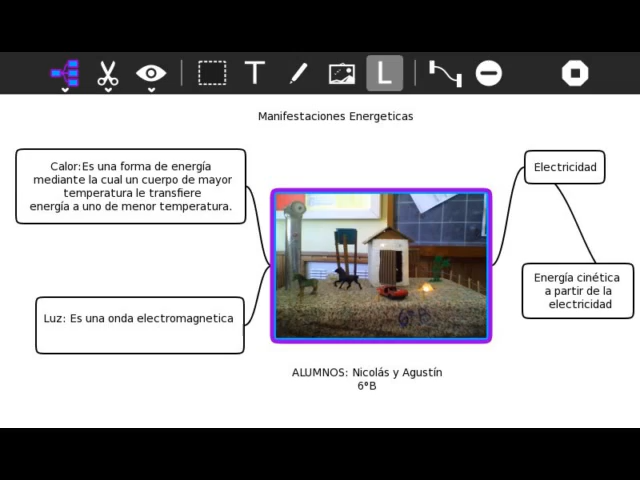 T
L
Manifestaciones Energeticas
Calor:Es una forma de energía
mediante la cual un cuerpo de mayor
temperatura le transfiere
energía a uno de menor temperatura.
Electricidad
Energía cinética
a partir de la
electricidad
Luz: Es una onda electromagnetica
6°B
ALUMNOS: Nicolás y Agustín
6°B